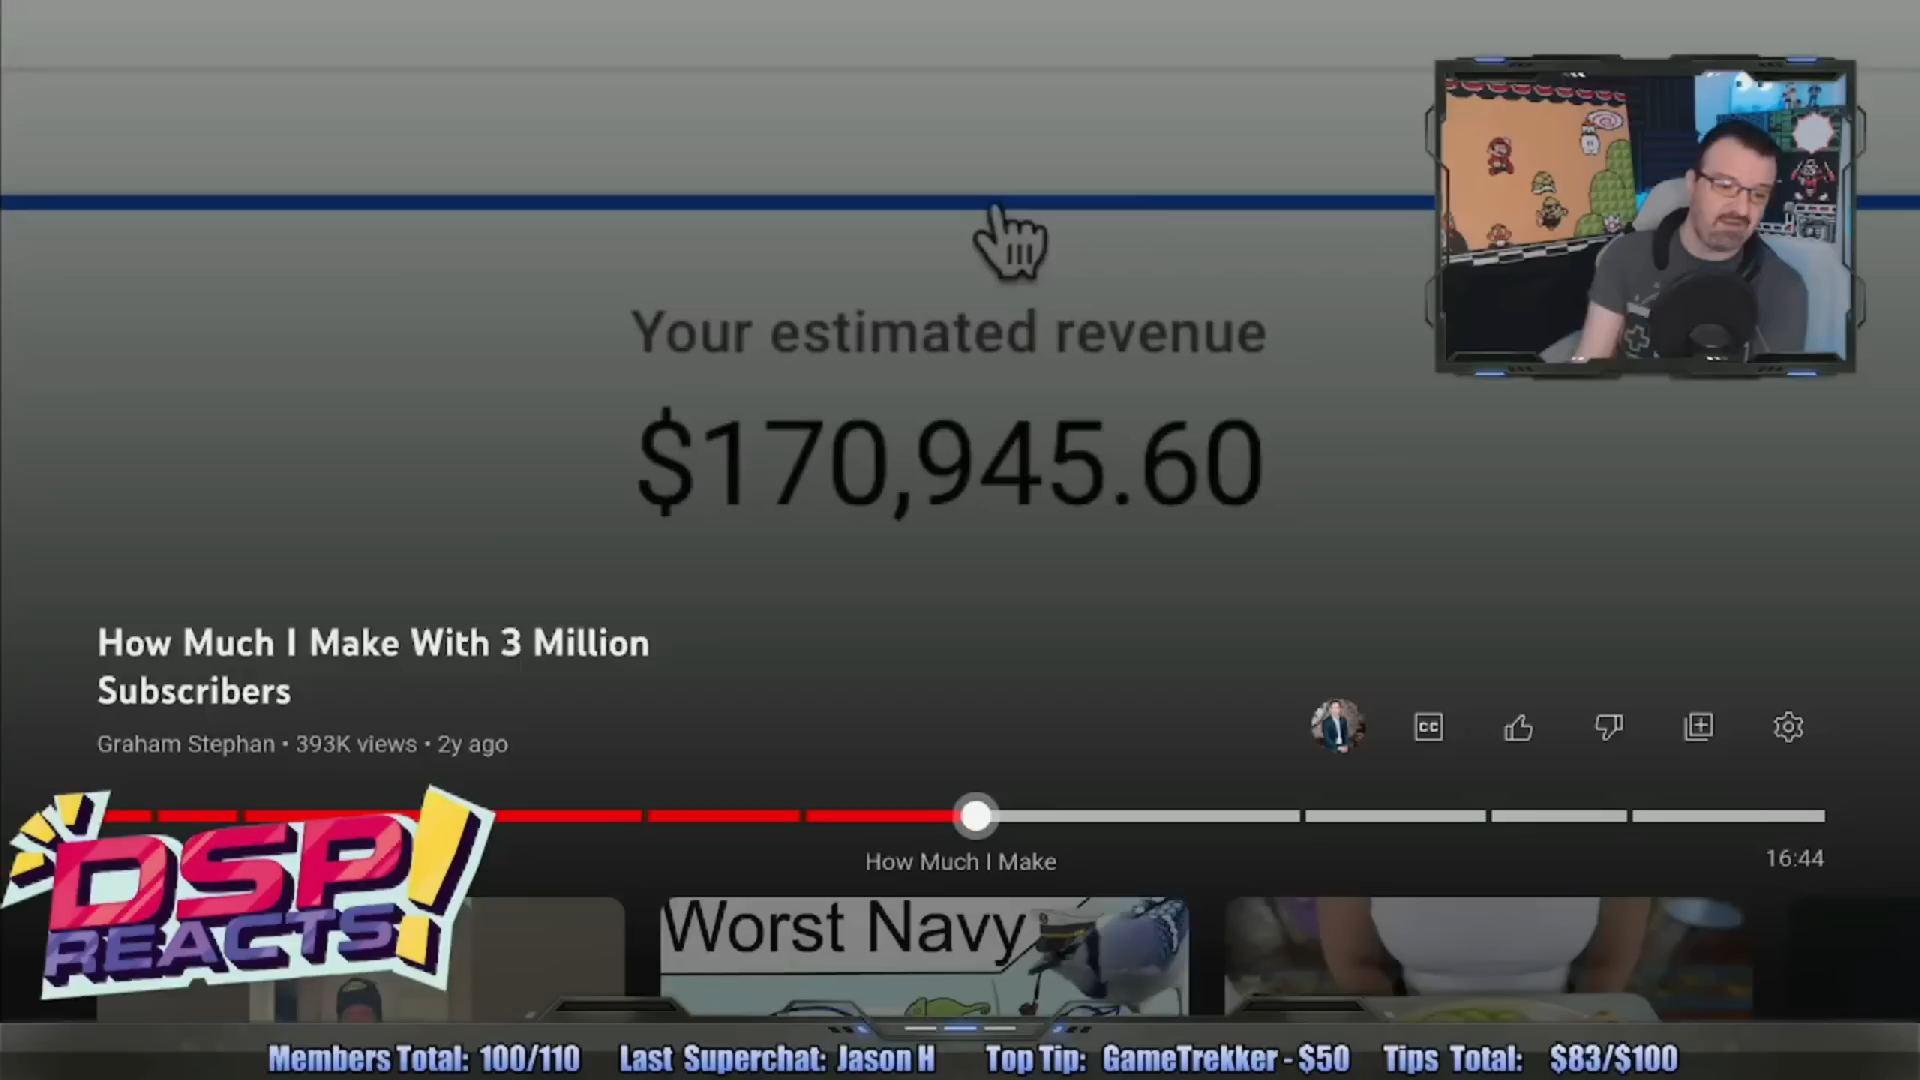 Your estimated revenue
$170,945.60
How Much I Make With 3 Million
Subscribers
Graham Stephan • 393K views • 2y ago
CC
How Much I Make
16:44
DSP!
REACTS
Worst Navy
Members Total: 100/110 Last Superchat: Jason H Top Tip: GameTrekker - $50 Tips Total: $83/$100